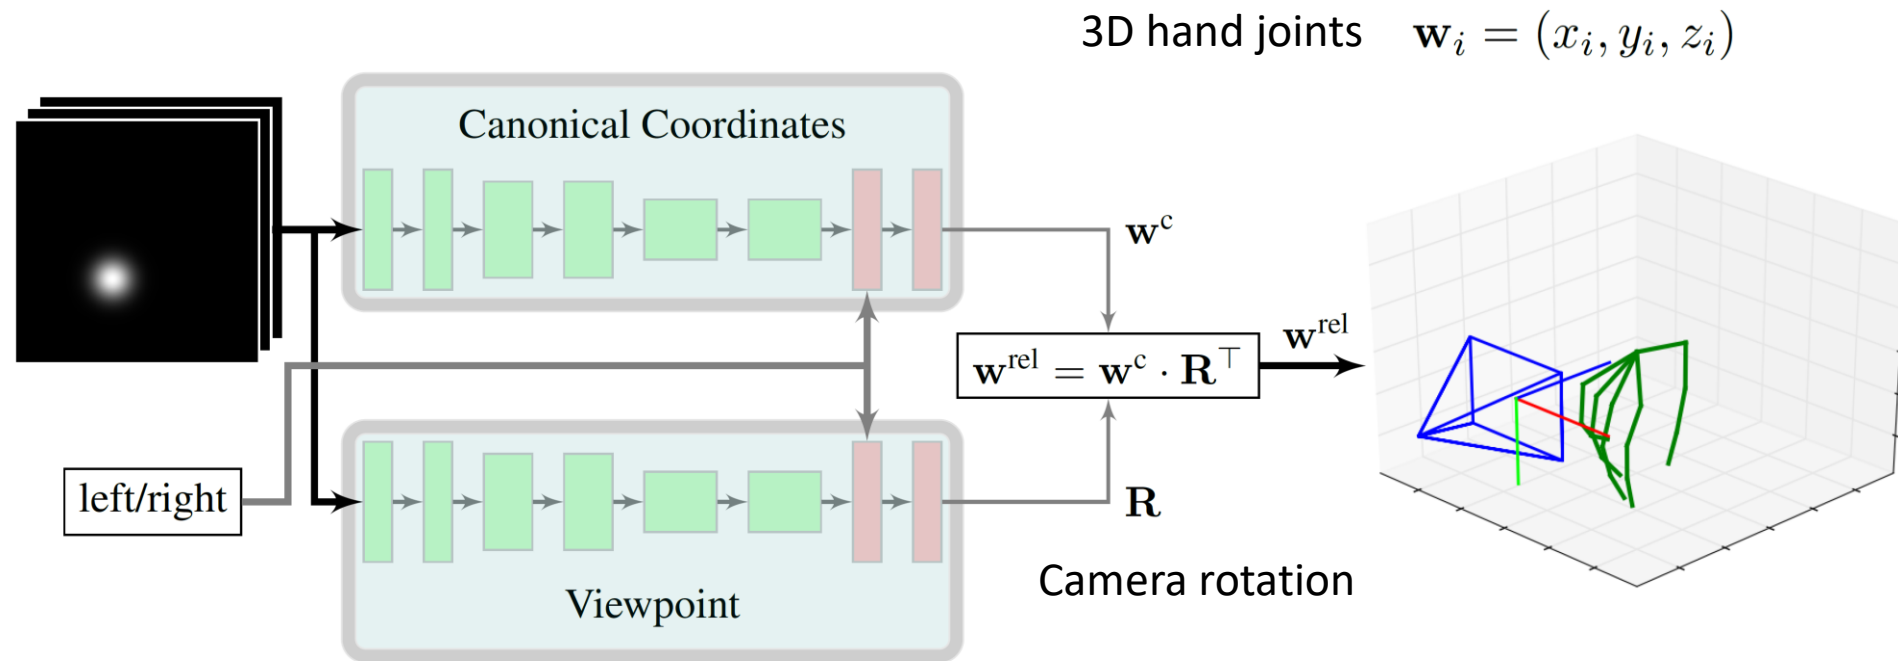 3D hand joints w_i = (x_i, y_i, z_i)
Canonical Coordinates
w^c
w^rel = w^c · R^⊤
w^rel
left/right
R
Camera rotation
Viewpoint